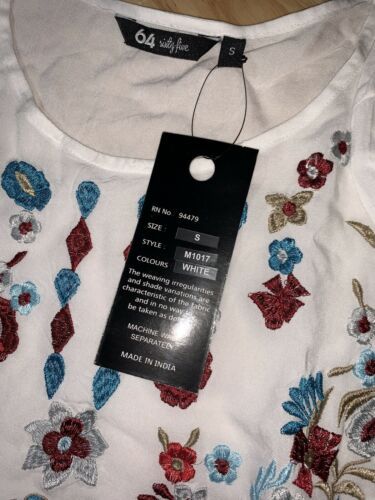 64 sixty five
S
RN No. 94479
SIZE : S
STYLE : M1017
COLOURS : WHITE
The weaving irregularities
and shade variations are
characteristic of the fabric
and in no way
be taken as
MACHINE
SEPARATE
MADE IN INDIA